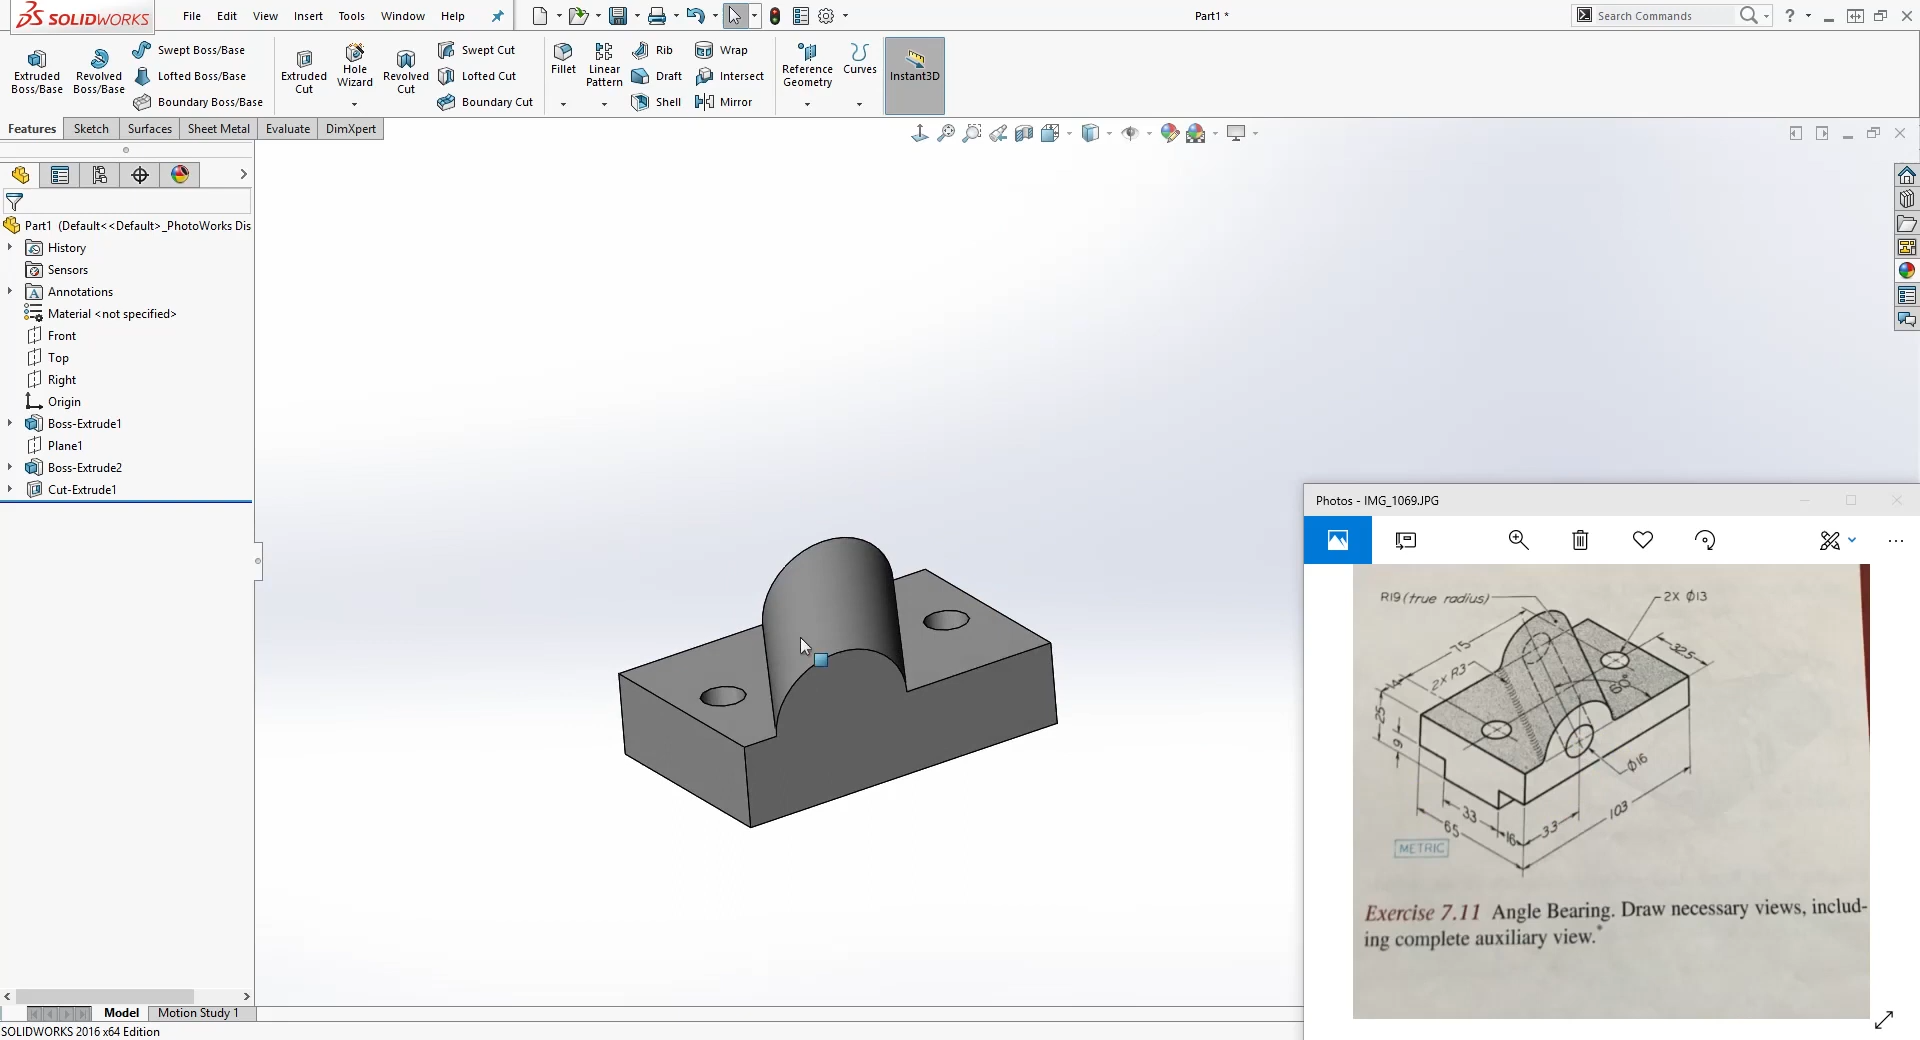 SOLIDWORKS
File Edit View Insert Tools Window Help
Part1 *
Search Commands
Extruded Boss/Base
Revolved Boss/Base
Swept Boss/Base
Lofted Boss/Base
Boundary Boss/Base
Extruded Cut
Hole Wizard
Revolved Cut
Swept Cut
Lofted Cut
Boundary Cut
Fillet
Linear Pattern
Rib
Draft
Shell
Wrap
Intersect
Mirror
Reference Geometry
Curves
Instant3D
Features Sketch Surfaces Sheet Metal Evaluate DimXpert
Part1 (Default<<Default>_PhotoWorks Dis
History
Sensors
Annotations
Material <not specified>
Front
Top
Right
Origin
Boss-Extrude1
Plane1
Boss-Extrude2
Cut-Extrude1
Photos - IMG_1069.JPG
R19 (true radius)
2X Ø13
75
32.5
2X R3
14
60°
25
9
Ø16
33
65
16
33
103
METRIC
Exercise 7.11 Angle Bearing. Draw necessary views, includ-
ing complete auxiliary view.*
Model Motion Study 1
SOLIDWORKS 2016 x64 Edition